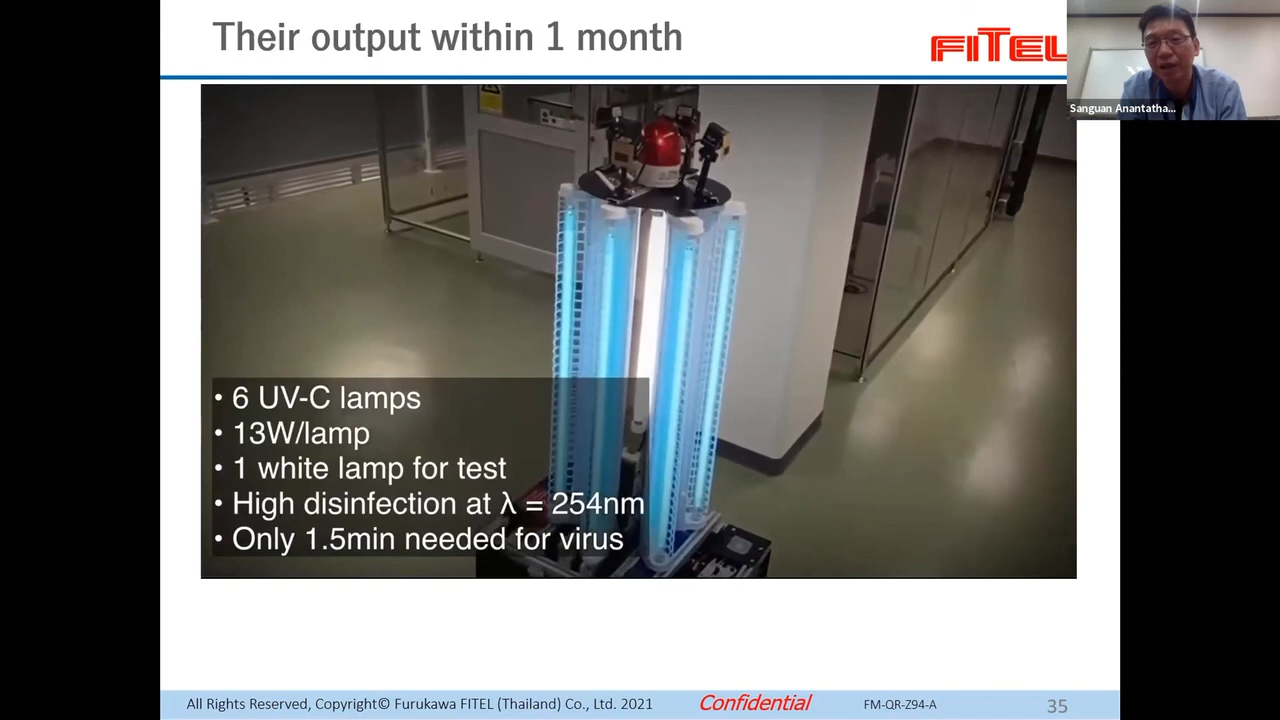 Their output within 1 month
FITEL
Sanguan Anantatha...
• 6 UV-C lamps
• 13W/lamp
• 1 white lamp for test
• High disinfection at λ = 254nm
• Only 1.5min needed for virus
All Rights Reserved, Copyright© Furukawa FITEL (Thailand) Co., Ltd. 2021
Confidential
FM-QR-Z94-A
35